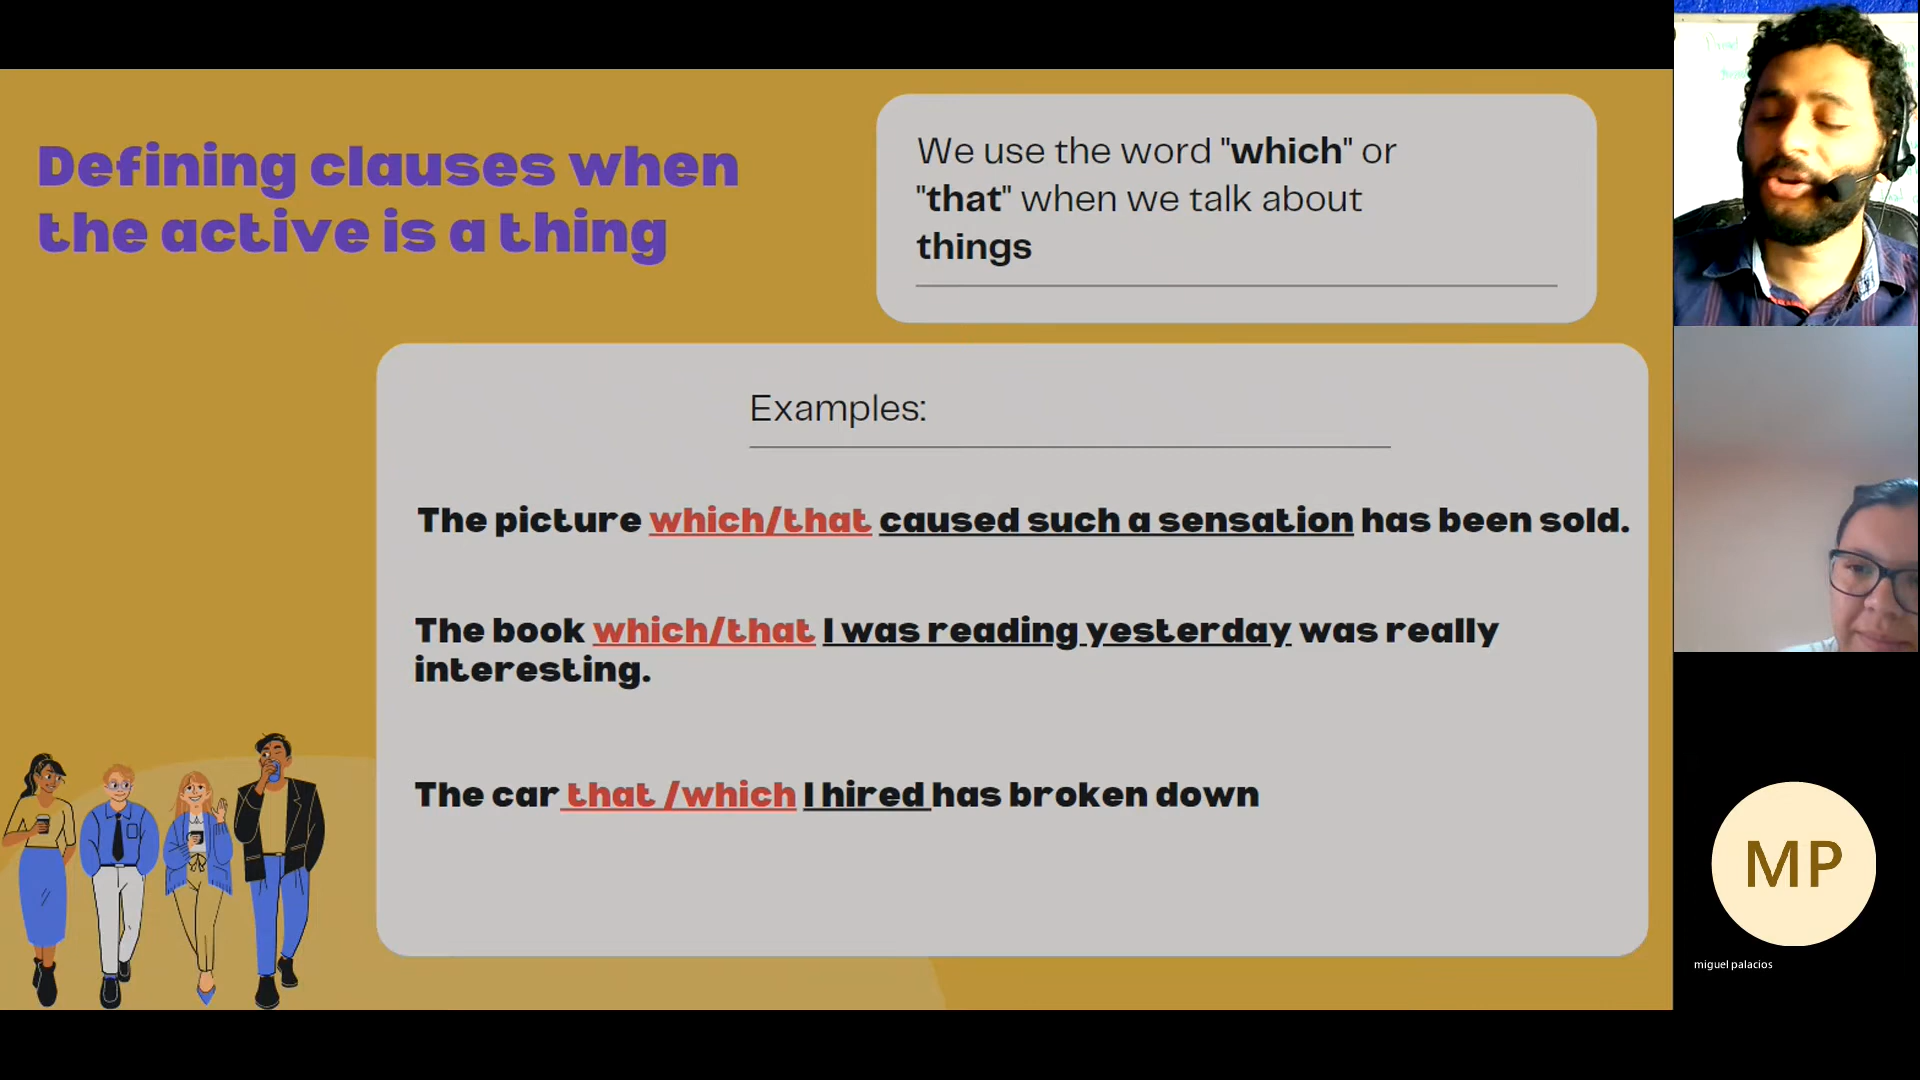 Defining clauses when
the active is a thing
We use the word "which" or
"that" when we talk about
things
Examples:
The picture which/that caused such a sensation has been sold.
The book which/that I was reading yesterday was really
interesting.
The car that /which I hired has broken down
MP
miguel palacios